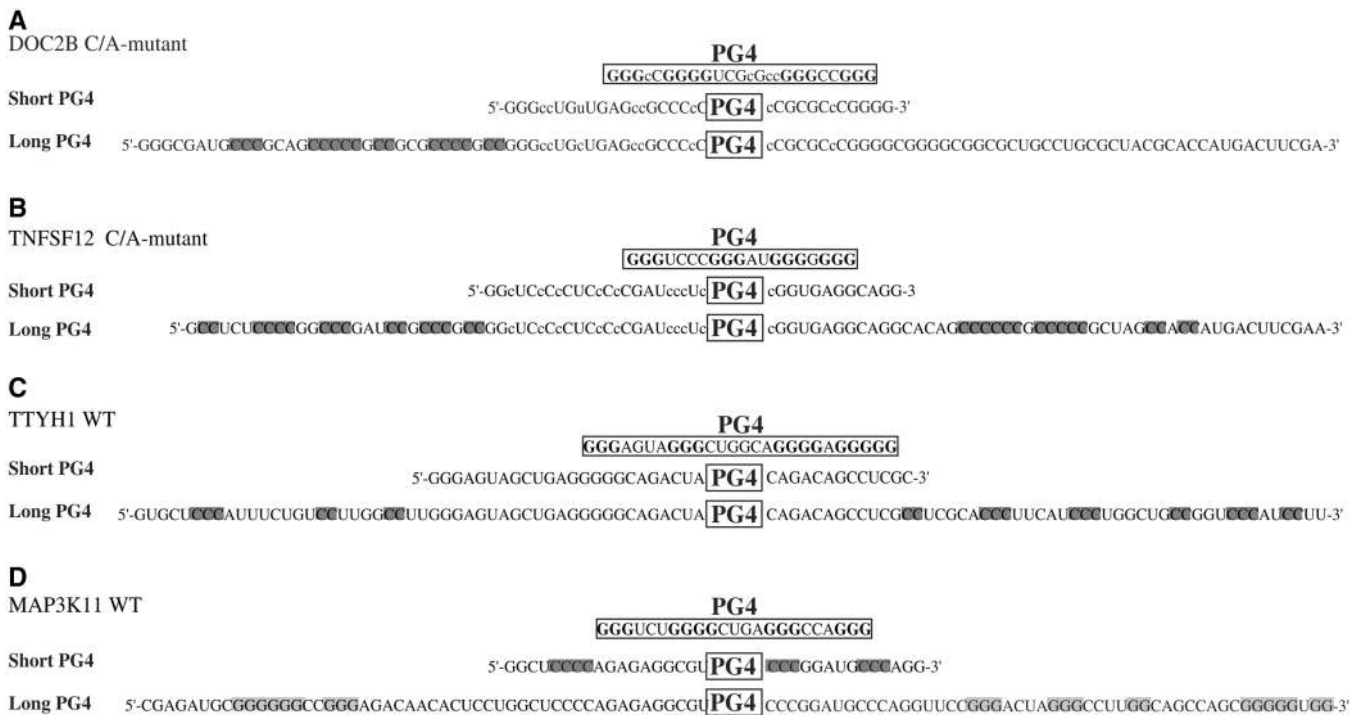 A
DOC2B C/A-mutant
PG4
GGGcCGGGGUCGcGccGGGCCGGG
Short PG4 5'-GGGccUGuUGAGccGCCCcC PG4 cCGCGCcCGGGG-3'
Long PG4 5'-GGGCGAUGCCCGCAGCCCCCGCCGCGCCCCGCCGGGccUGcUGAGccGCCCcC PG4 cCGCGCcCGGGGCGGGGCGGCGCUGCCUGCGCUACGCACCAUGACUUCGA-3'
B
TNFSF12 C/A-mutant
PG4
GGGUCCCGGGAUGGGGGGG
Short PG4 5'-GGcUCcCcCUCcCcCGAUcccUc PG4 cGGUGAGGCAGG-3
Long PG4 5'-GCCUCUCCCCGGCCCGAUCCGCCCGCCGGcUCcCcCUCcCcCGAUcccUc PG4 cGGUGAGGCAGGCACAGCCCCCCGCCCCCGCUAGCCACCAUGACUUCGAA-3'
C
TTYH1 WT
PG4
GGGAGUAGGGCUGGCAGGGGAGGGGG
Short PG4 5'-GGGAGUAGCUGAGGGGGCAGACUA PG4 CAGACAGCCUCGC-3'
Long PG4 5'-GUGCUCCCAUUUCUGUCCUUGGCCUUGGGAGUAGCUGAGGGGGCAGACUA PG4 CAGACAGCCUCGCCUCGCACCCUUCAUCCCUGGCUGCCGGUCCCAUCCUU-3'
D
MAP3K11 WT
PG4
GGGUCUGGGGCUGAGGGCCAGGG
Short PG4 5'-GGCUCCCCAGAGAGGCGU PG4 CCCGGAUGCCCAGG-3'
Long PG4 5'-CGAGAUGCGGGGGGCCGGGAGACAACACUCCUGGCUCCCCAGAGAGGCGU PG4 CCCGGAUGCCCAGGUUCCGGGACUAGGGCCUUGGCAGCCAGCGGGGGUGG-3'